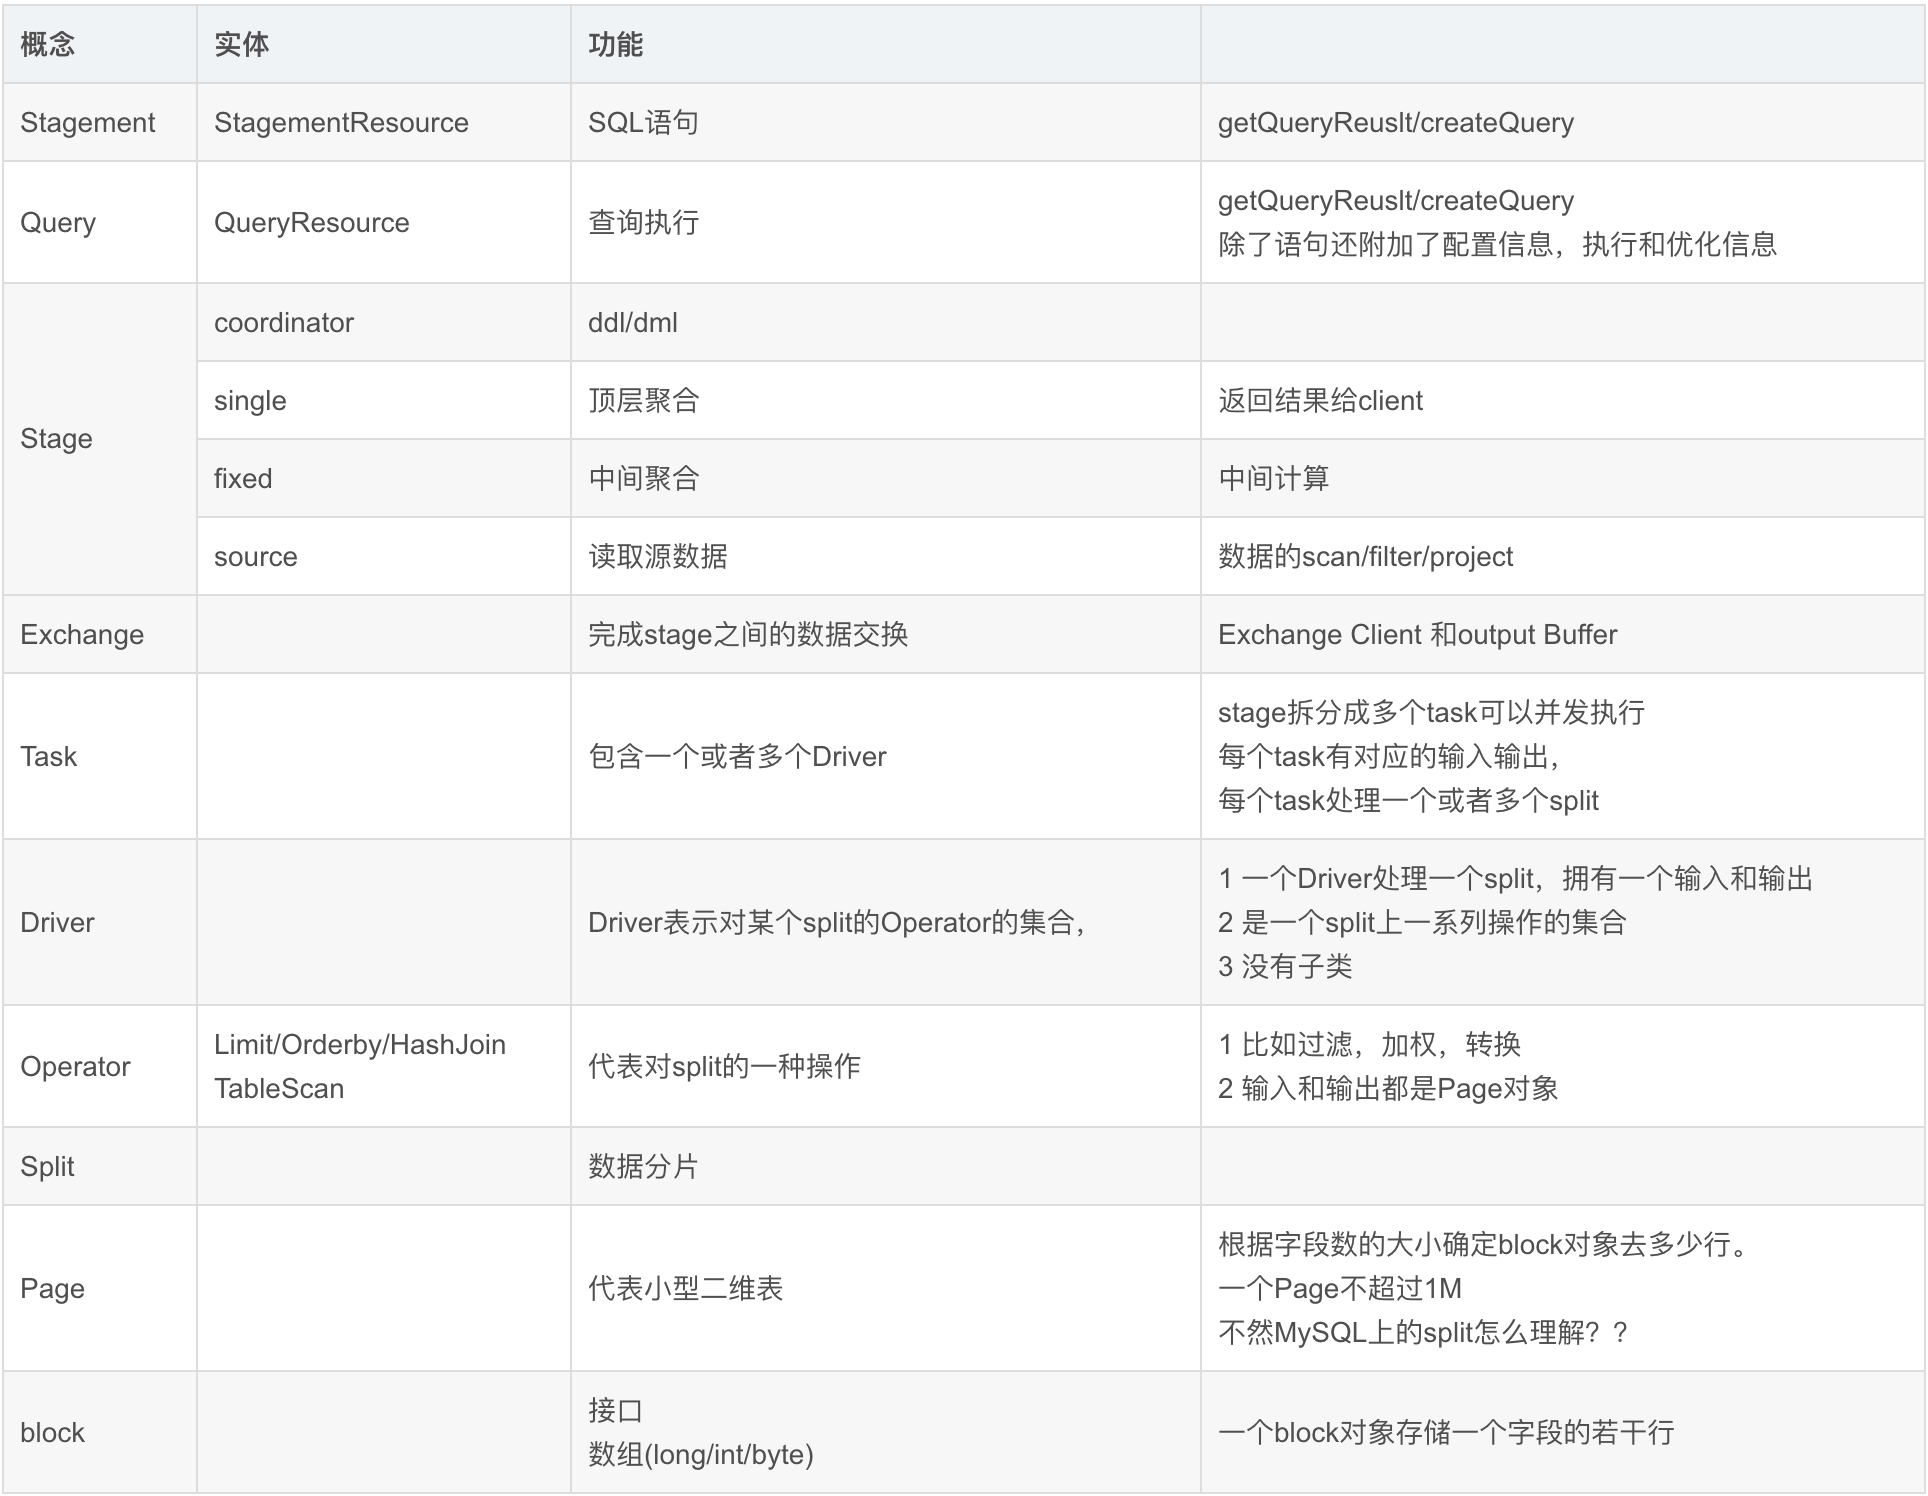 概念 实体 功能
Stagement StagementResource SQL语句 getQueryReuslt/createQuery
Query QueryResource 查询执行 getQueryReuslt/createQuery
除了语句还附加了配置信息，执行和优化信息
Stage
coordinator ddl/dml
single 顶层聚合 返回结果给client
fixed 中间聚合 中间计算
source 读取源数据 数据的scan/filter/project
Exchange 完成stage之间的数据交换 Exchange Client 和output Buffer
Task 包含一个或者多个Driver
stage拆分成多个task可以并发执行
每个task有对应的输入输出，
每个task处理一个或者多个split
Driver Driver表示对某个split的Operator的集合，
1 一个Driver处理一个split，拥有一个输入和输出
2 是一个split上一系列操作的集合
3 没有子类
Operator
Limit/Orderby/HashJoin
TableScan
代表对split的一种操作
1 比如过滤，加权，转换
2 输入和输出都是Page对象
Split 数据分片
Page 代表小型二维表
根据字段数的大小确定block对象去多少行。
一个Page不超过1M
不然MySQL上的split怎么理解？？
block
接口
数组(long/int/byte)
一个block对象存储一个字段的若干行